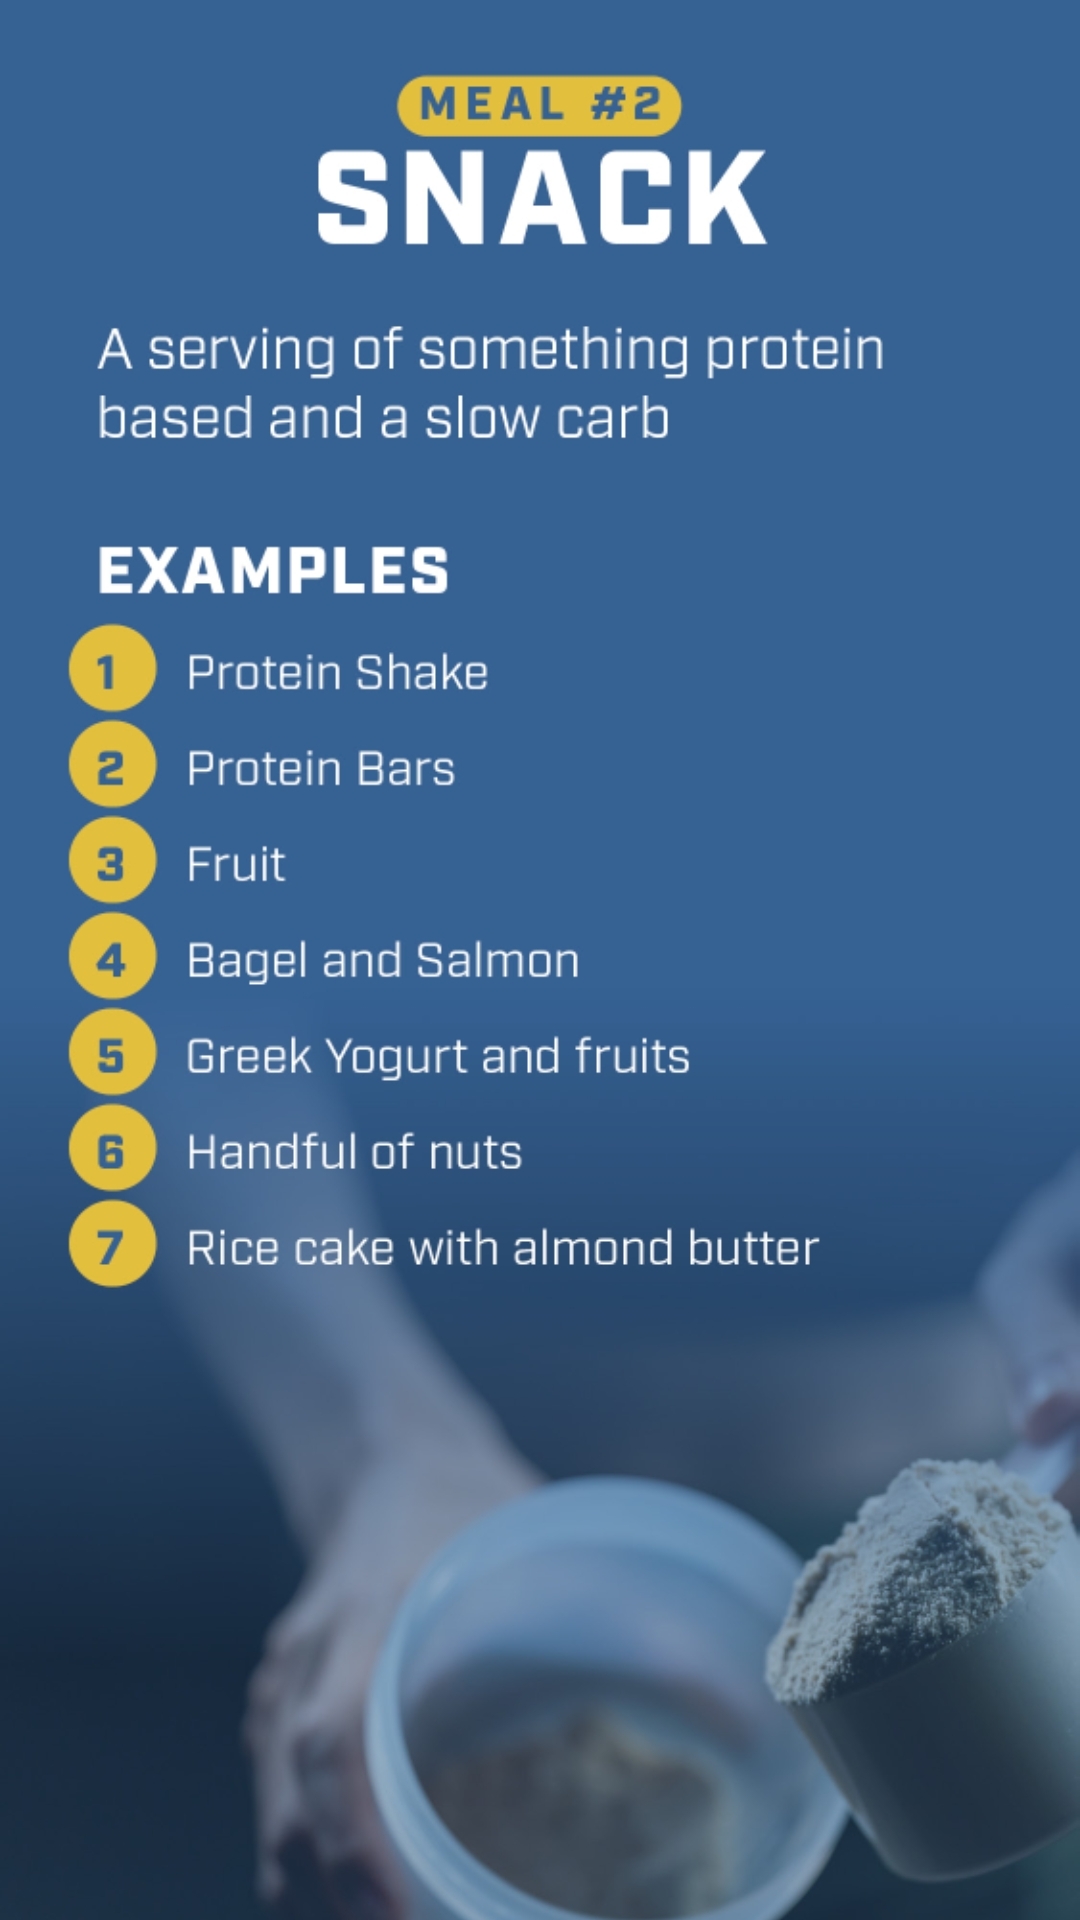 MEAL #2
SNACK
A serving of something protein
based and a slow carb
EXAMPLES
1 Protein Shake
2 Protein Bars
3 Fruit
4 Bagel and Salmon
5 Greek Yogurt and fruits
6 Handful of nuts
7 Rice cake with almond butter